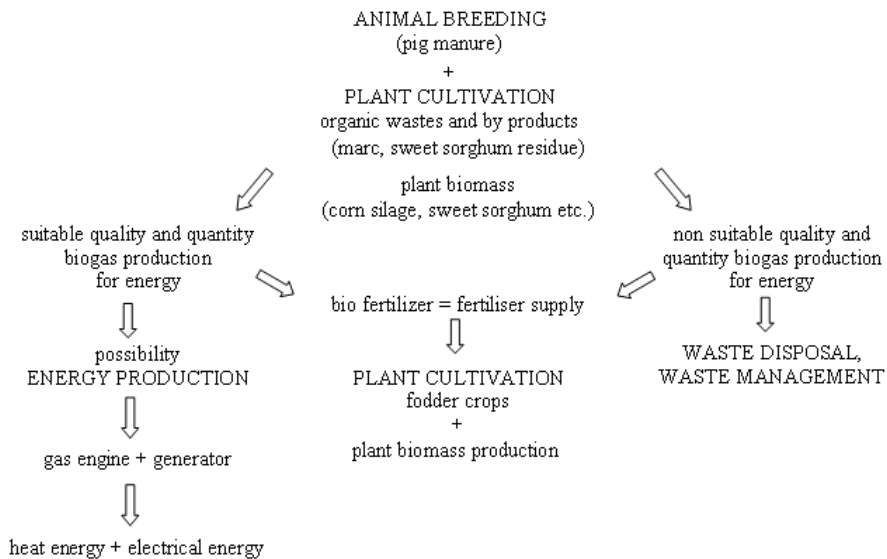 ANIMAL BREEDING
(pig manure)
+
PLANT CULTIVATION
organic wastes and by products
(marc, sweet sorghum residue)
plant biomass
(corn silage, sweet sorghum etc.)
suitable quality and quantity
biogas production
for energy
non suitable quality and
quantity biogas production
for energy
bio fertilizer = fertiliser supply
possibility
ENERGY PRODUCTION
PLANT CULTIVATION
fodder crops
+
plant biomass production
WASTE DISPOSAL,
WASTE MANAGEMENT
gas engine + generator
heat energy + electrical energy